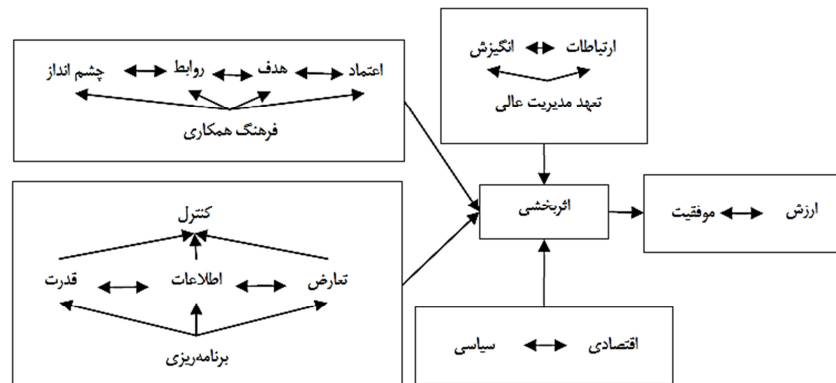 ارتباطات انگیزش
تعهد مدیریت عالی
اعتماد هدف روابط چشم انداز
فرهنگ همکاری
اثربخشی
ارزش موفقیت
کنترل
تعارض اطلاعات قدرت
برنامه‌ریزی
اقتصادی سیاسی